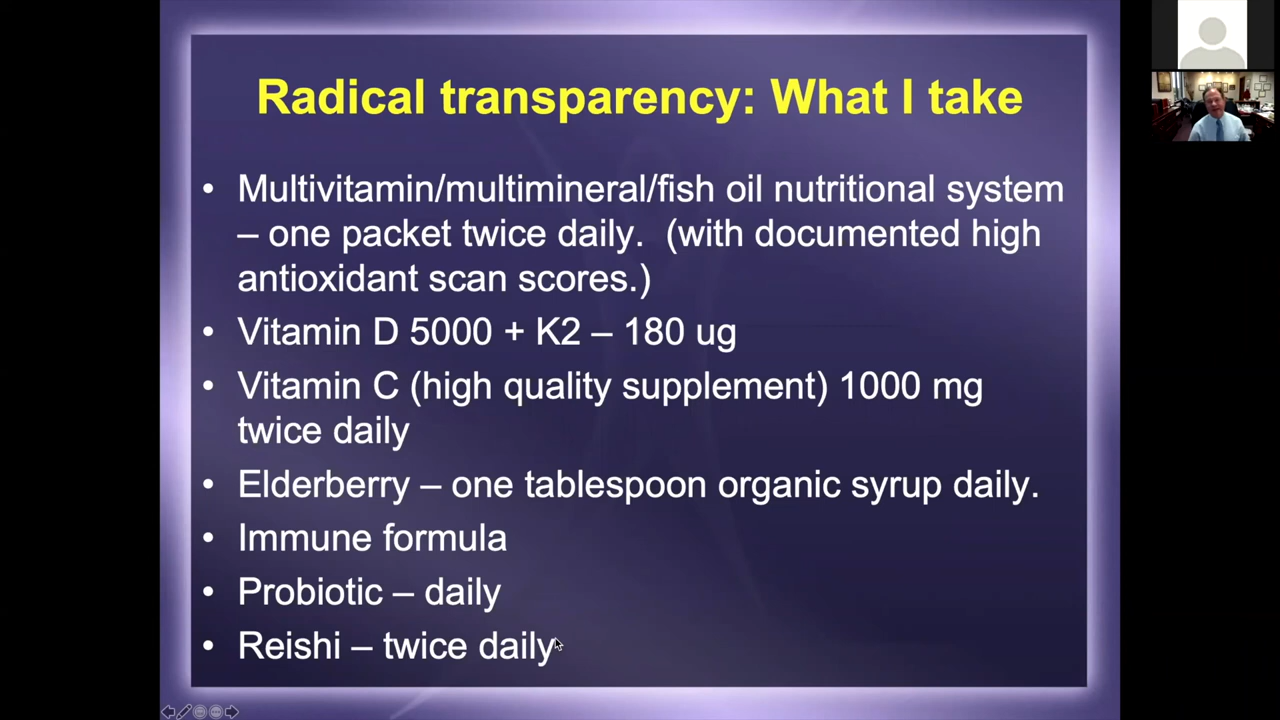 Radical transparency: What I take
• Multivitamin/multimineral/fish oil nutritional system
– one packet twice daily.  (with documented high
antioxidant scan scores.)
• Vitamin D 5000 + K2 – 180 ug
• Vitamin C (high quality supplement) 1000 mg
twice daily
• Elderberry – one tablespoon organic syrup daily.
• Immune formula
• Probiotic – daily
• Reishi – twice daily